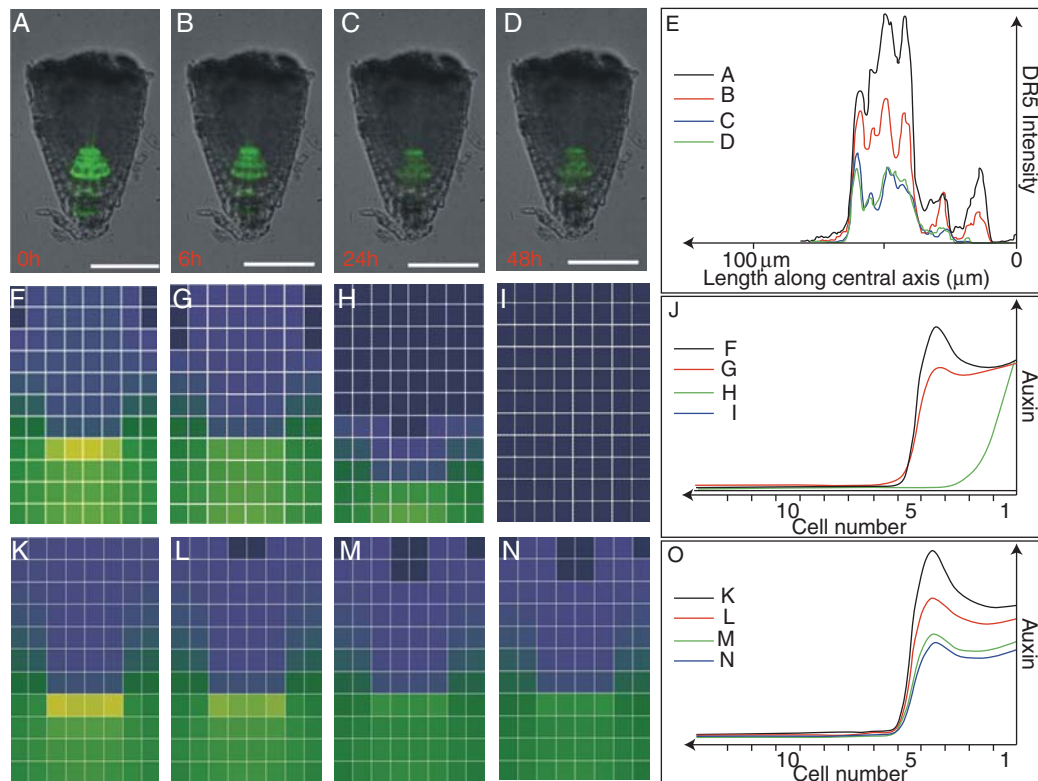 A
B
C
D
0h
6h
24h
48h
E
A
B
C
D
DR5 Intensity
100 μm
0
Length along central axis (μm)
F
G
H
I
J
F
G
H
I
Auxin
10
5
1
Cell number
K
L
M
N
O
K
L
M
N
Auxin
10
5
1
Cell number